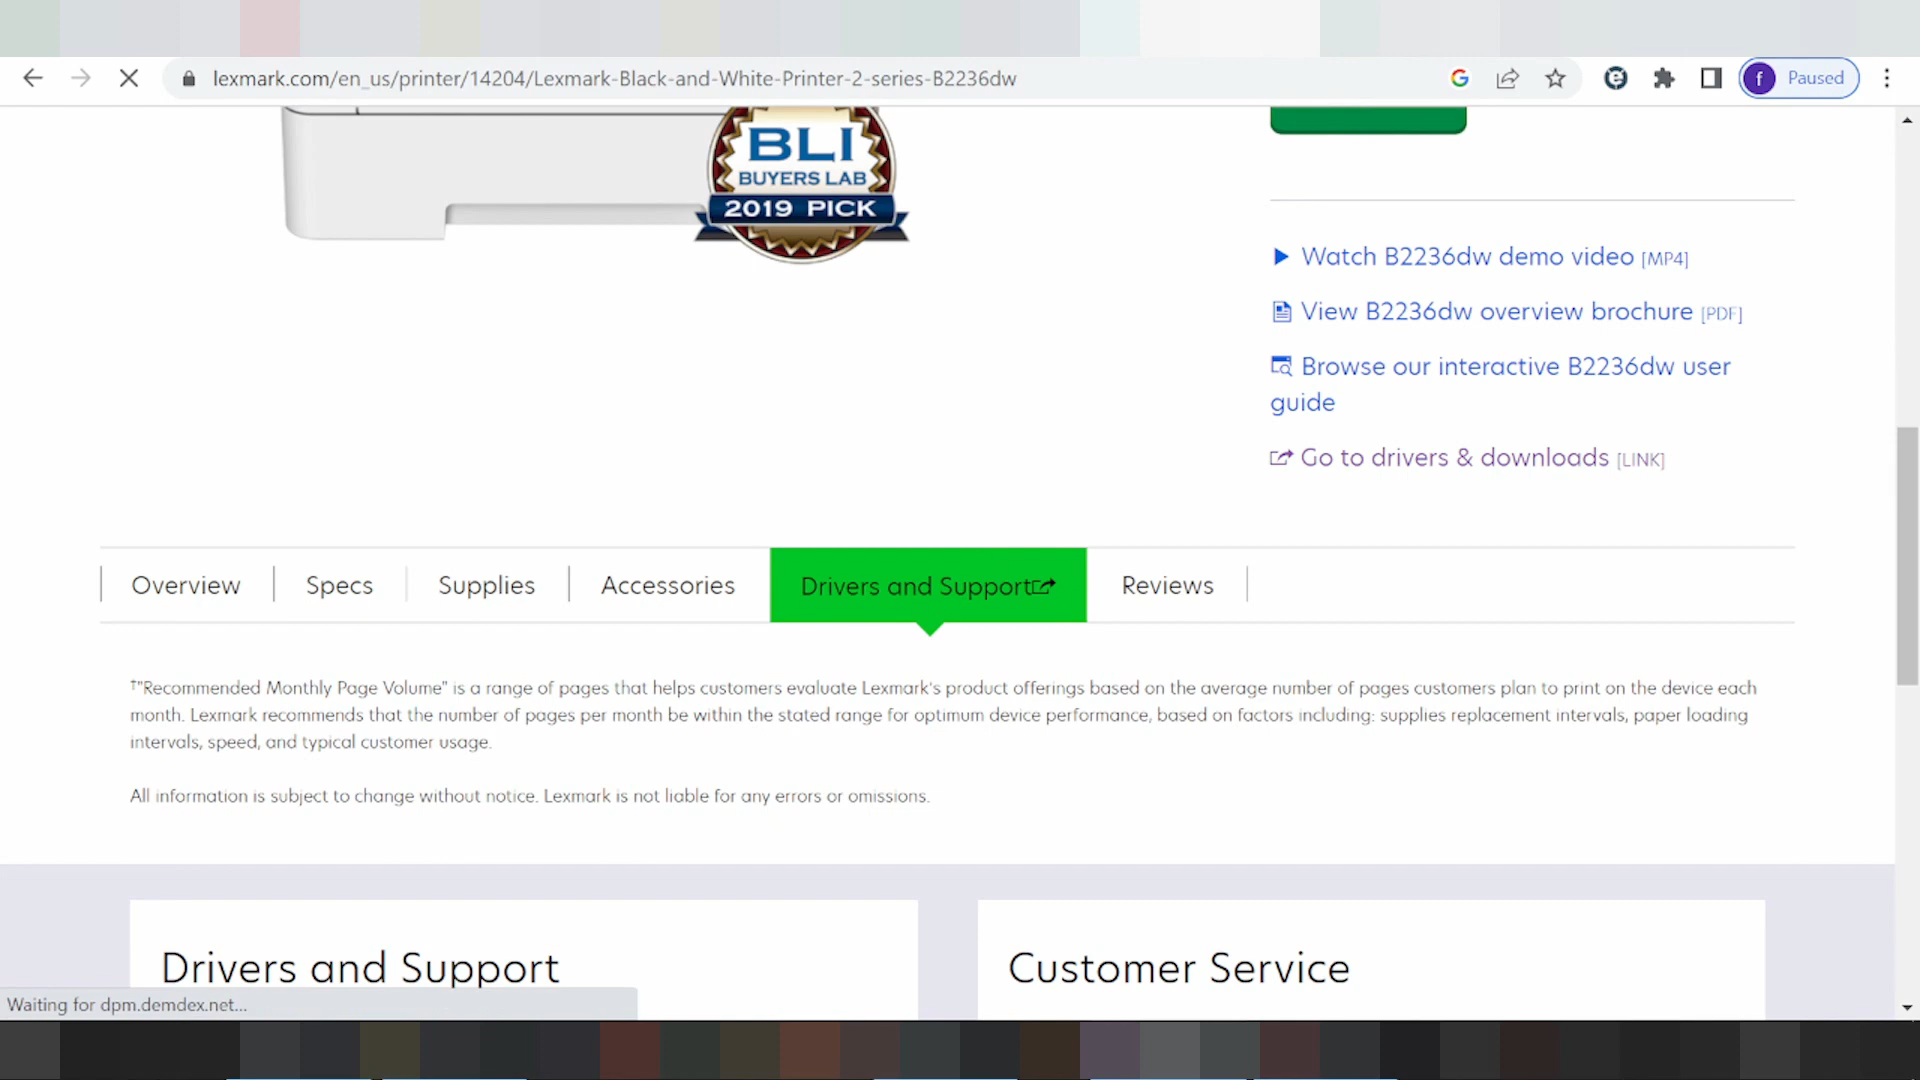 lexmark.com/en_us/printer/14204/Lexmark-Black-and-White-Printer-2-series-B2236dw
f Paused
BLI
BUYERS LAB
2019 PICK
Watch B2236dw demo video [MP4]
View B2236dw overview brochure [PDF]
Browse our interactive B2236dw user
guide
Go to drivers & downloads [LINK]
Overview Specs Supplies Accessories Drivers and Support Reviews
†"Recommended Monthly Page Volume" is a range of pages that helps customers evaluate Lexmark's product offerings based on the average number of pages customers plan to print on the device each
month. Lexmark recommends that the number of pages per month be within the stated range for optimum device performance, based on factors including: supplies replacement intervals, paper loading
intervals, speed, and typical customer usage.
All information is subject to change without notice. Lexmark is not liable for any errors or omissions.
Drivers and Support
Customer Service
Waiting for dpm.demdex.net...